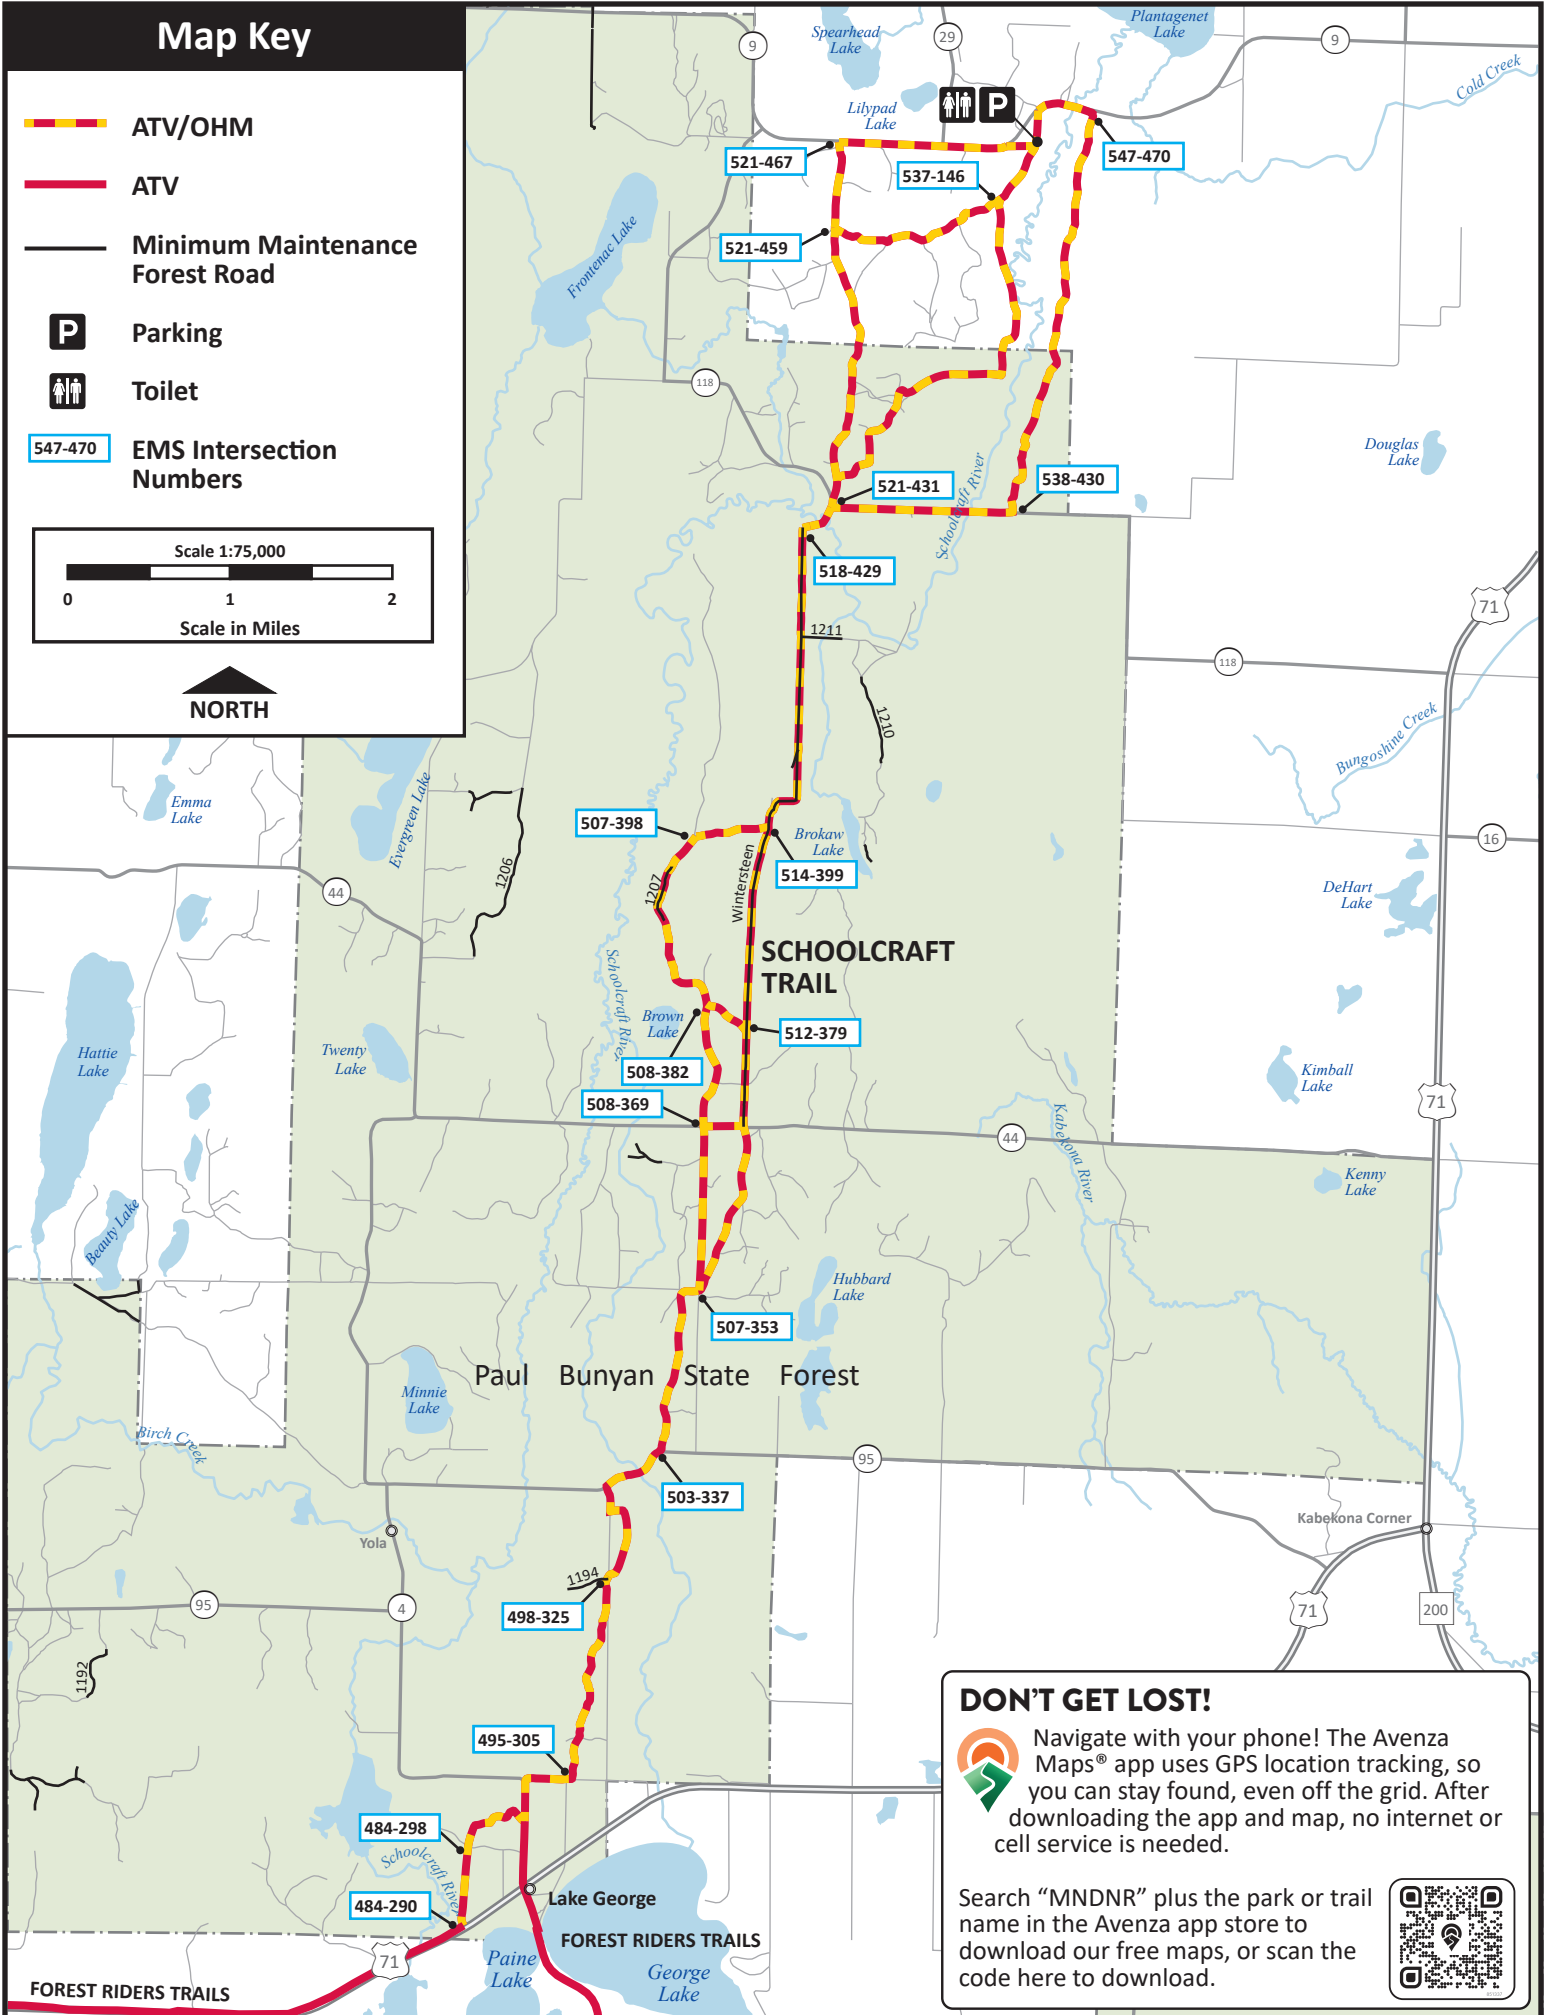 Map Key
ATV/OHM
ATV
Minimum Maintenance
Forest Road
P
Parking
Toilet
547-470
EMS Intersection
Numbers
Scale 1:75,000
0
1
2
Scale in Miles
NORTH
Plantagenet
Lake
Spearhead
Lake
29
9
9
Cold Creek
Lilypad
Lake
P
521-467
537-146
547-470
521-459
Frontenac Lake
118
Douglas
Lake
521-431
538-430
Schoolcraft River
518-429
71
1211
118
1210
Bungoshine Creek
Emma
Lake
Evergreen Lake
507-398
Brokaw
Lake
16
1206
44
1207
Wintersteen
514-399
DeHart
Lake
SCHOOLCRAFT
TRAIL
Schoolcraft River
Brown
Lake
512-379
Hattie
Lake
Twenty
Lake
508-382
Kimball
Lake
71
508-369
44
Kabekona River
Kenny
Lake
Beauty Lake
Hubbard
Lake
507-353
Paul Bunyan State Forest
Minnie
Lake
Birch Creek
95
503-337
Yola
Kabekona Corner
1194
95
4
498-325
71
200
1192
495-305
484-298
Schoolcraft River
484-290
Lake George
71
Paine
Lake
FOREST RIDERS TRAILS
George
Lake
FOREST RIDERS TRAILS
DON'T GET LOST!
Navigate with your phone! The Avenza
Maps® app uses GPS location tracking, so
you can stay found, even off the grid. After
downloading the app and map, no internet or
cell service is needed.
Search “MNDNR” plus the park or trail
name in the Avenza app store to
download our free maps, or scan the
code here to download.